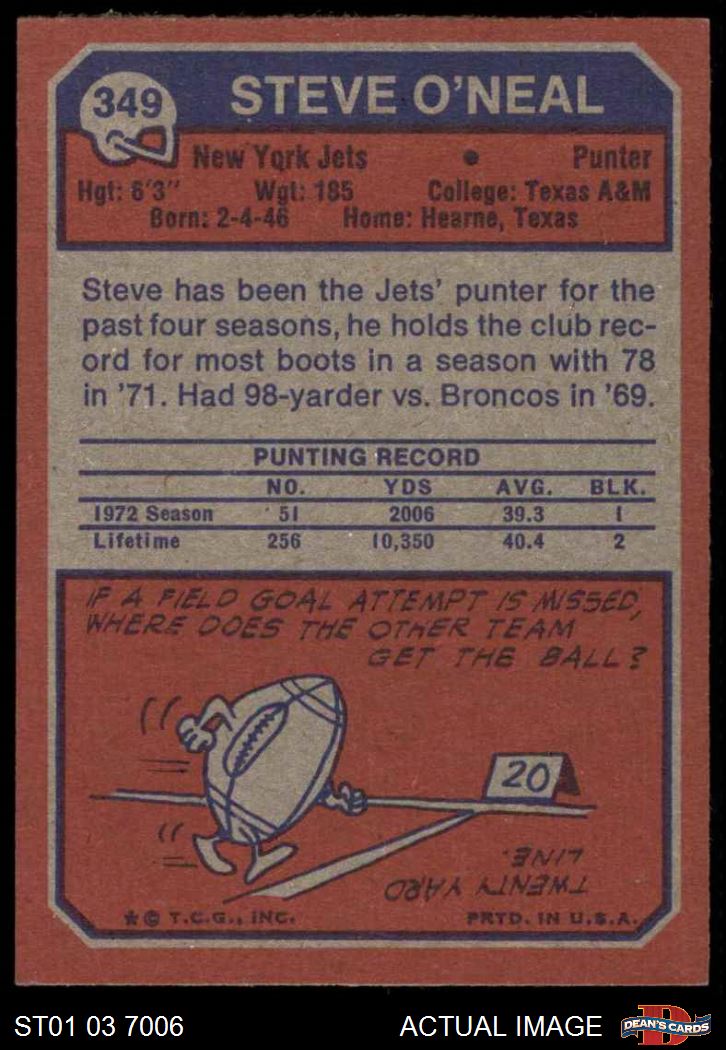 349
STEVE O'NEAL
New York Jets • Punter
Hgt: 6'3" Wgt: 185 College: Texas A&M
Born: 2-4-46 Home: Hearne, Texas
Steve has been the Jets' punter for the
past four seasons, he holds the club rec-
ord for most boots in a season with 78
in '71. Had 98-yarder vs. Broncos in '69.
PUNTING RECORD
NO. YDS AVG. BLK.
1972 Season 51 2006 39.3 1
Lifetime 256 10,350 40.4 2
IF A FIELD GOAL ATTEMPT IS MISSED,
WHERE DOES THE OTHER TEAM
GET THE BALL?
20
TWENTY YARD
LINE.
★ © T.C.G., INC. PRTD. IN U.S.A.
ST01 03 7006 ACTUAL IMAGE
D
DEAN'S CARDS